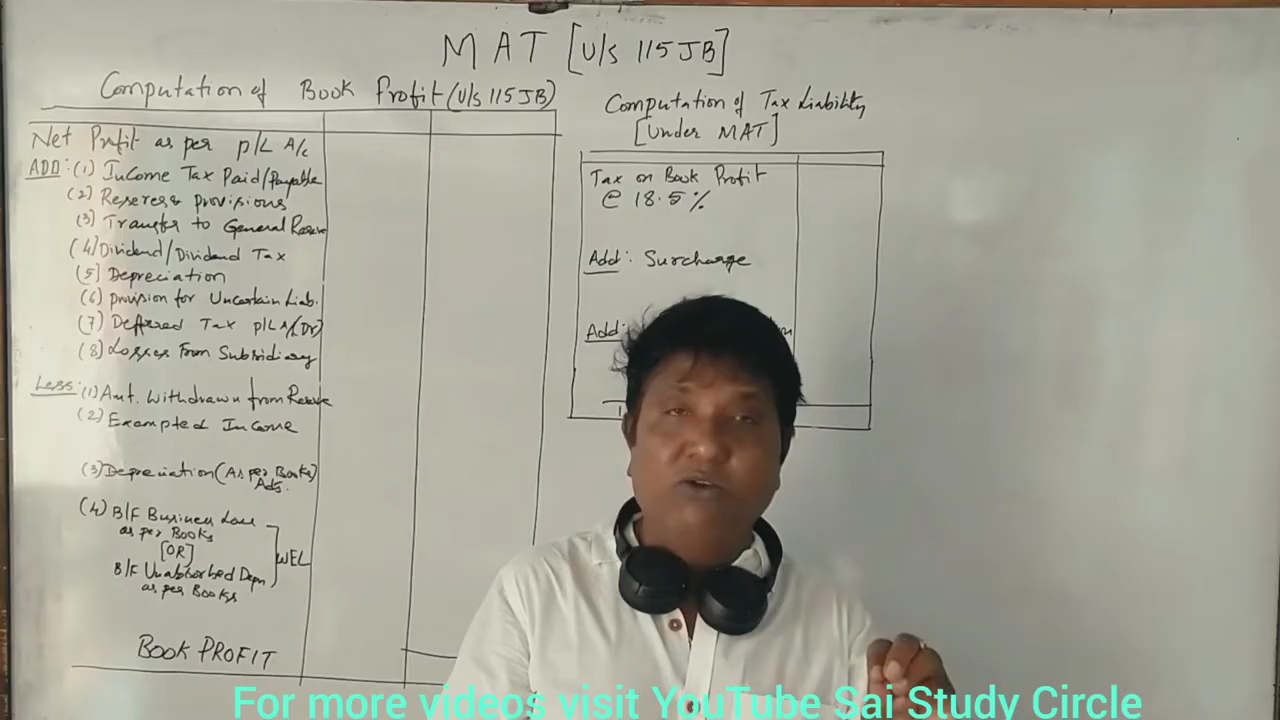 MAT [U/s 115JB]
Computation of Book Profit (U/s 115JB)
Net Profit as per P/L A/c
ADD: (1) Income Tax Paid/Payable
(2) Reserves provisions
(3) Transfer to General Reserve
(4) Dividend/Dividend Tax
(5) Depreciation
(6) provision for Uncertain Liab.
(7) Deffered Tax P/L A/c(Dr)
(8) Losses From Subsidiary
Less: (1) Amt. Withdrawn from Reserve
(2) Exempted Income
(3) Depreciation (As per Books)
Adj.
(4) B/F Business Loss
as per Books
[OR]
B/F Unabsorbed Depn
as per Books
WEL
BOOK PROFIT
Computation of Tax Liability
[Under MAT]
Tax on Book Profit
@ 18.5%
Add: Surcharge
Add:
For more videos visit YouTube Sai Study Circle